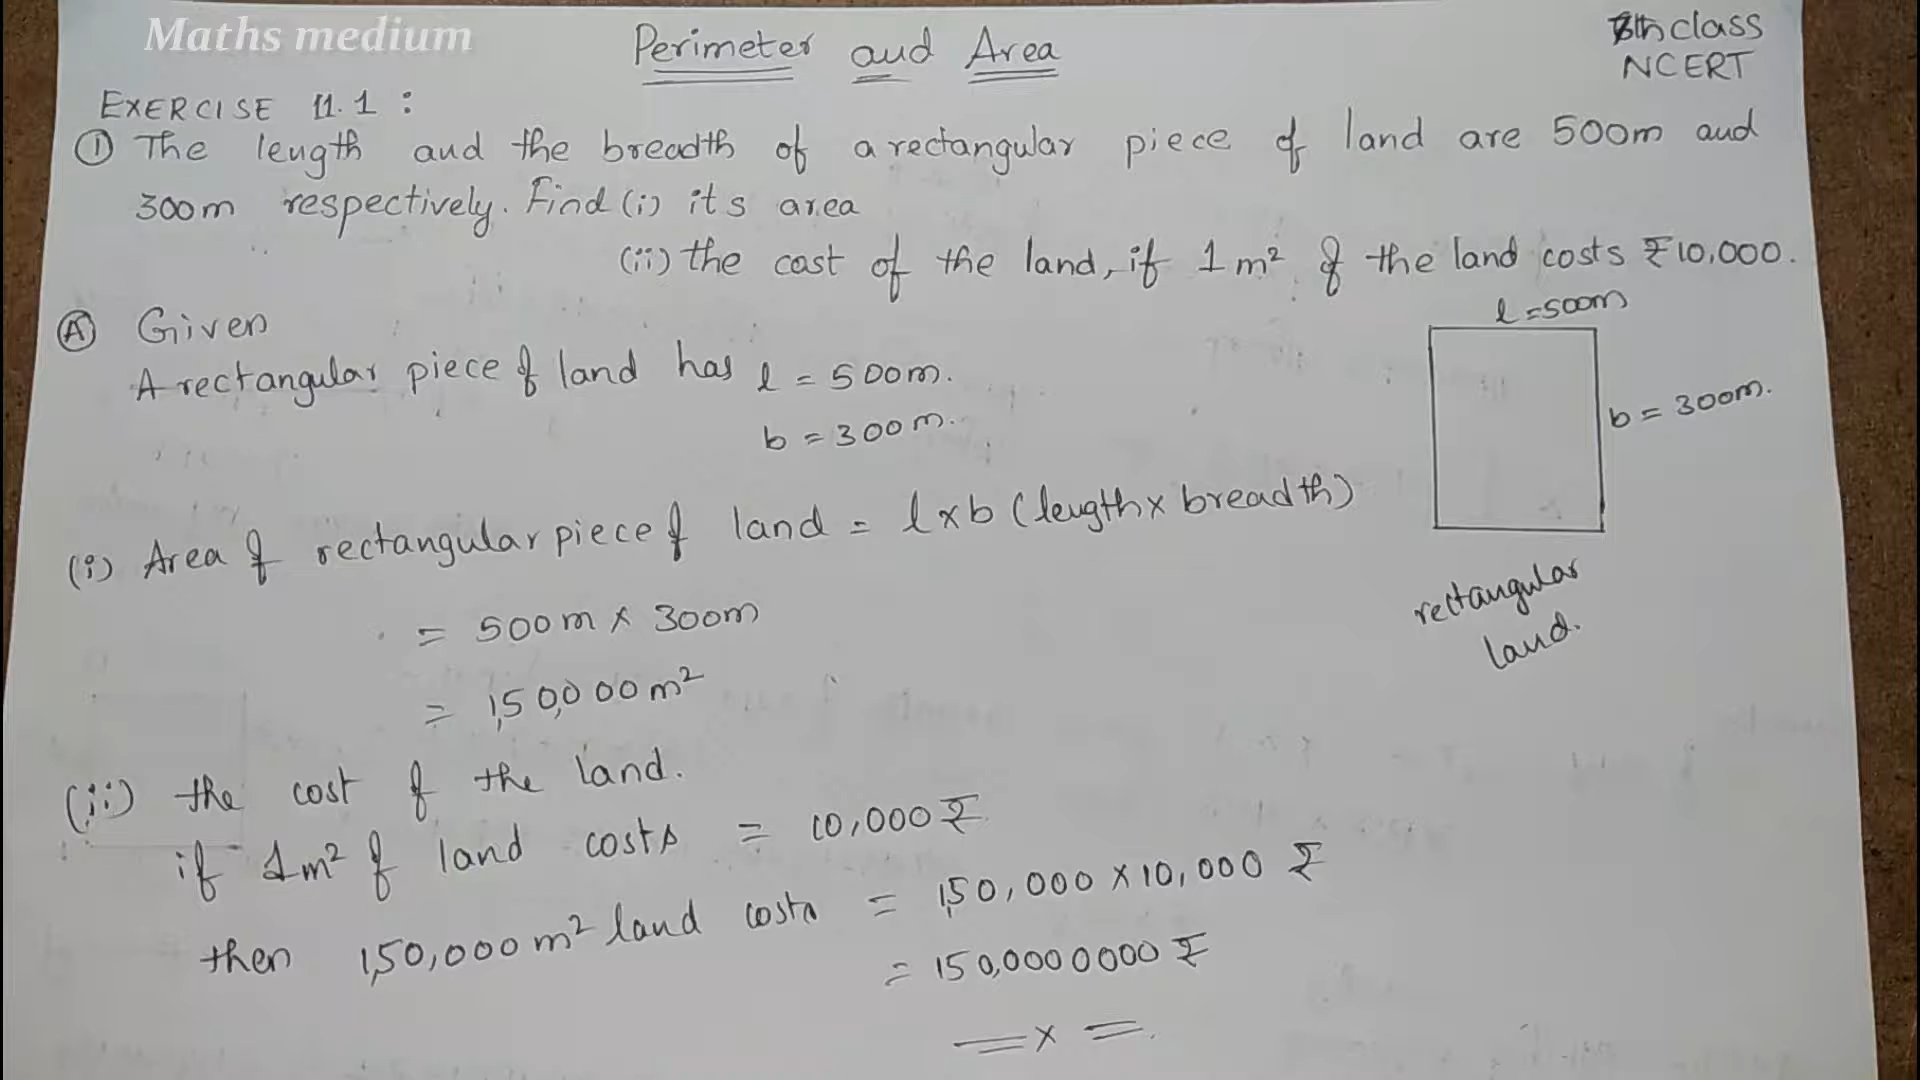 Maths medium
Perimeter and Area
7th class
NCERT
EXERCISE 11.1 :
① The length and the breadth of a rectangular piece of land are 500m and
300m respectively. Find (i) its area
(ii) the cost of the land, if 1 m² of the land costs ₹10,000.
Ⓐ Given
A rectangular piece of land has l = 500m.
b = 300m.
l = 500m
b = 300m.
rectangular
land.
(i) Area of rectangular piece of land = l x b (length x breadth)
= 500m x 300m
= 1,50,000 m²
(ii) the cost of the land.
if 1m² of land costs = 10,000 ₹
then 1,50,000 m² land costs = 1,50,000 x 10,000 ₹
= 150,0000000 ₹
= x =.